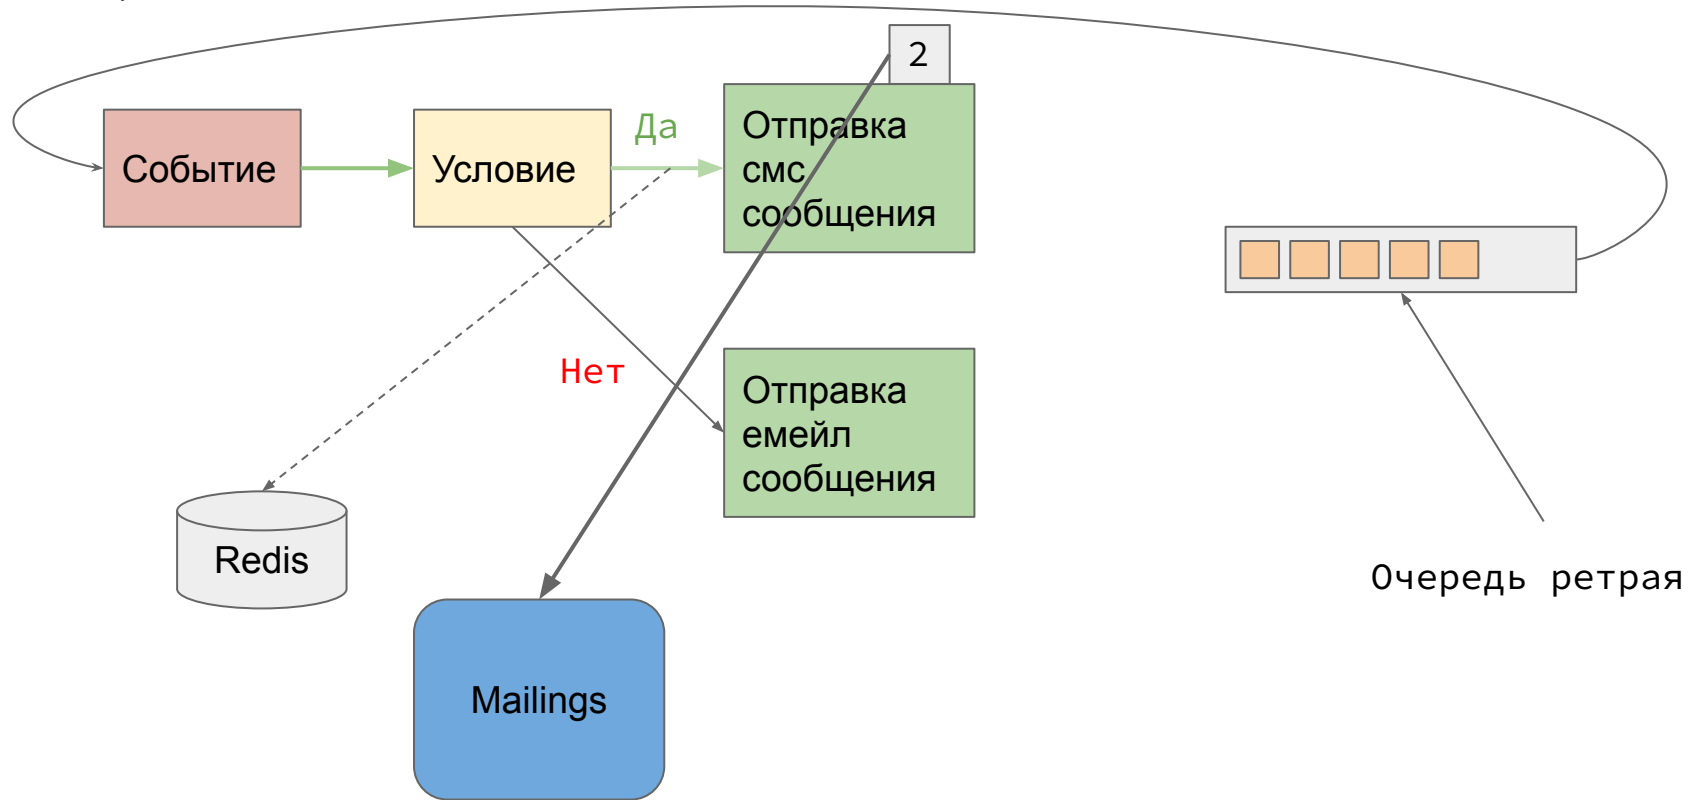 2
Да
Событие
Условие
Отправка
смс
сообщения
Нет
Отправка
емейл
сообщения
Redis
Очередь ретрая
Mailings